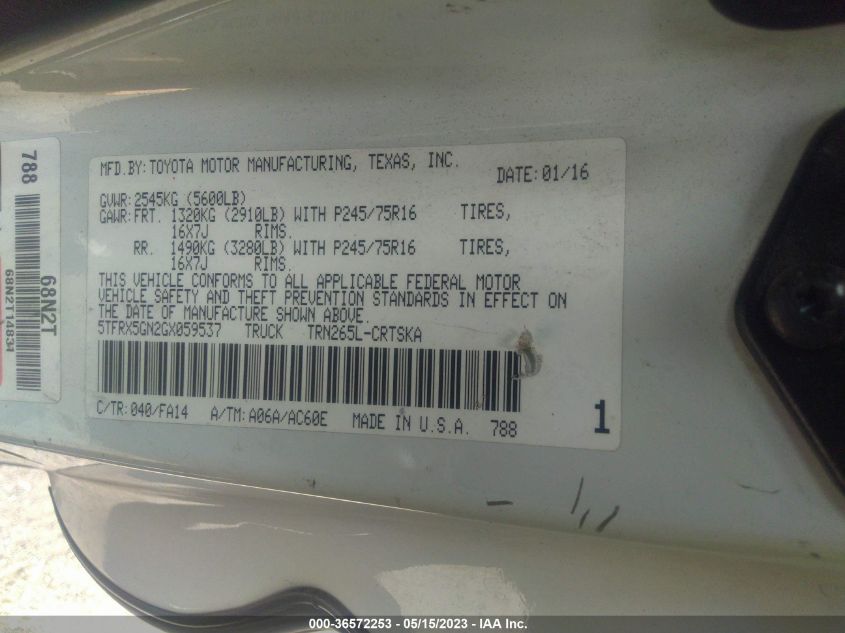 MFD.BY:TOYOTA MOTOR MANUFACTURING, TEXAS, INC.
DATE:01/16
GVWR:2545KG (5600LB)
GAWR:FRT. 1320KG (2910LB) WITH P245/75R16 TIRES,
16X7J RIMS.
RR. 1490KG (3280LB) WITH P245/75R16 TIRES,
16X7J RIMS.
THIS VEHICLE CONFORMS TO ALL APPLICABLE FEDERAL MOTOR
VEHICLE SAFETY AND THEFT PREVENTION STANDARDS IN EFFECT ON
THE DATE OF MANUFACTURE SHOWN ABOVE.
5TFRX5GN2GX059537 TRUCK TRN265L-CRTSKA
C/TR:040/FA14 A/TM:A06A/AC60E MADE IN U.S.A. 788
1
788
68N2T
68N2T14834
000-36572253 - 05/15/2023 - IAA Inc.